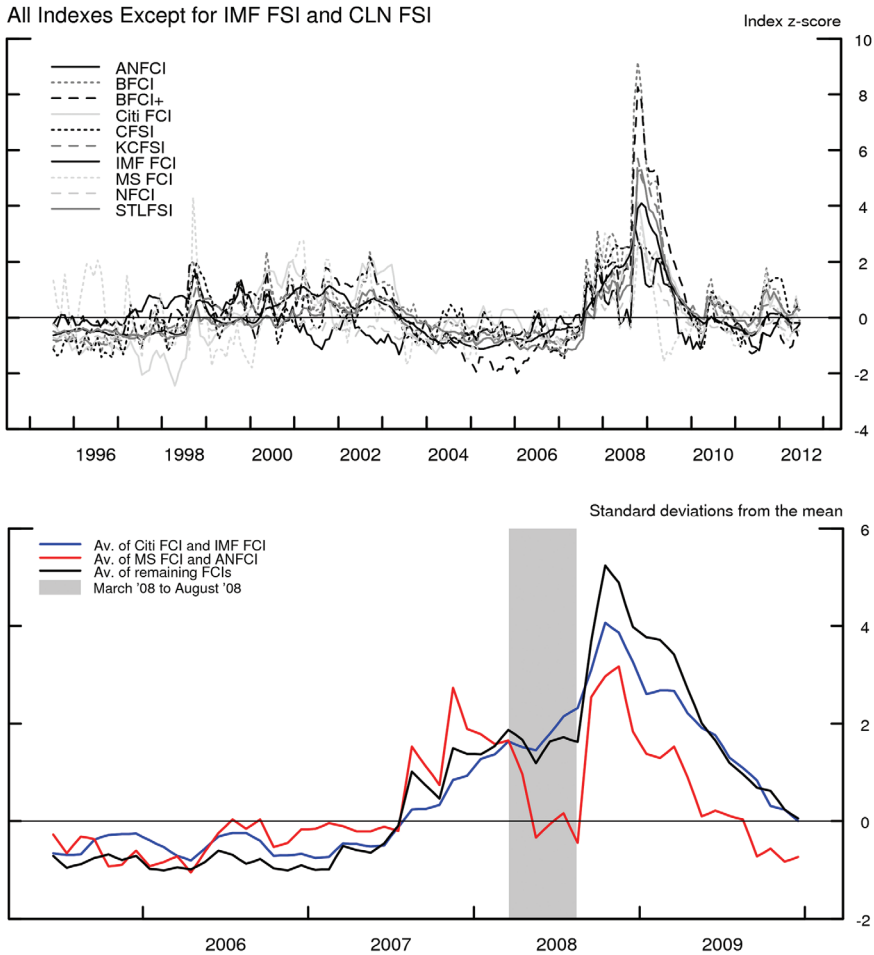 All Indexes Except for IMF FSI and CLN FSI
Index z-score
10
8
6
4
2
0
-2
-4
ANFCI
BFCI
BFCI+
Citi FCI
CFSI
KCFSI
IMF FCI
MS FCI
NFCI
STLFSI
1996 1998 2000 2002 2004 2006 2008 2010 2012
Standard deviations from the mean
6
4
2
0
-2
Av. of Citi FCI and IMF FCI
Av. of MS FCI and ANFCI
Av. of remaining FCIs
March '08 to August '08
2006 2007 2008 2009